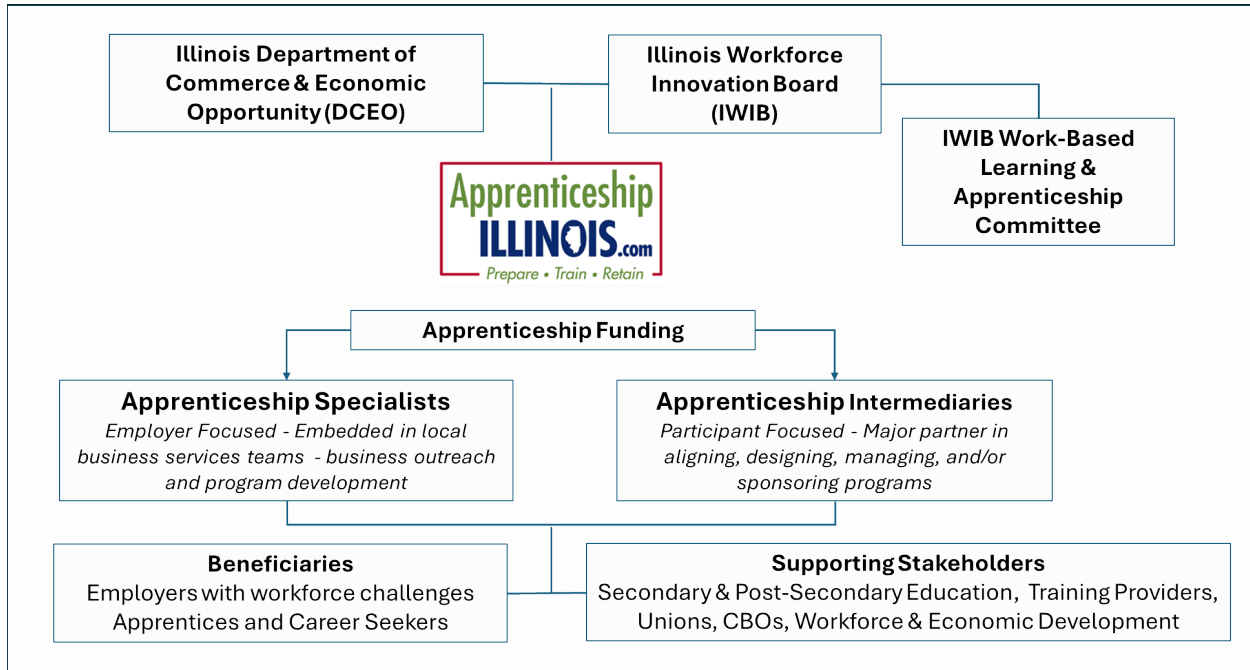 Illinois Department of
Commerce & Economic
Opportunity (DCEO)
Illinois Workforce
Innovation Board
(IWIB)
IWIB Work-Based
Learning &
Apprenticeship
Committee
Apprenticeship
ILLINOIS.com
Prepare • Train • Retain
Apprenticeship Funding
Apprenticeship Specialists
Employer Focused - Embedded in local
business services teams - business outreach
and program development
Apprenticeship Intermediaries
Participant Focused - Major partner in
aligning, designing, managing, and/or
sponsoring programs
Beneficiaries
Employers with workforce challenges
Apprentices and Career Seekers
Supporting Stakeholders
Secondary & Post-Secondary Education, Training Providers,
Unions, CBOs, Workforce & Economic Development